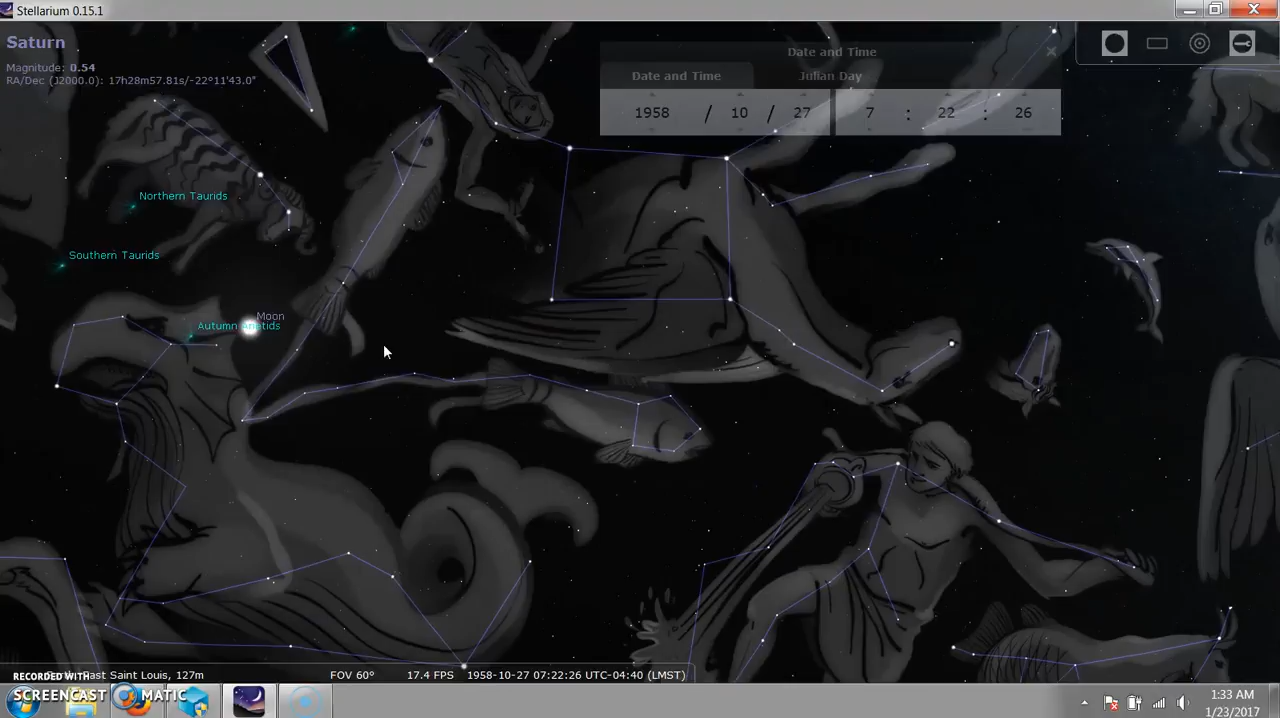 Stellarium 0.15.1
Saturn
Magnitude: 0.54
RA/Dec (J2000.0): 17h28m57.81s/-22°11'43.0"
Date and Time
Date and Time Julian Day
1958 / 10 / 27 7 : 22 : 26
Northern Taurids
Southern Taurids
Moon
Autumn Arietids
RECORDED WITH
East Saint Louis, 127m
FOV 60°
17.4 FPS
1958-10-27 07:22:26 UTC-04:40 (LMST)
SCREENCAST MATIC
1:33 AM
1/23/2017